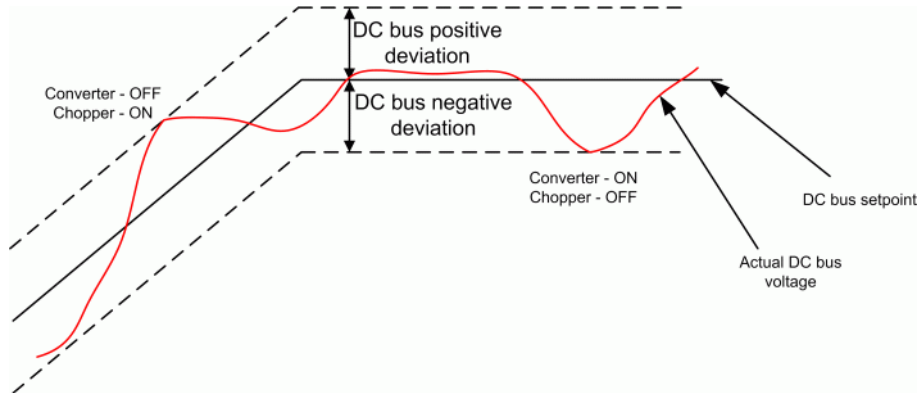 DC bus positive
deviation
Converter - OFF
Chopper - ON
DC bus negative
deviation
Converter - ON
Chopper - OFF
DC bus setpoint
Actual DC bus
voltage